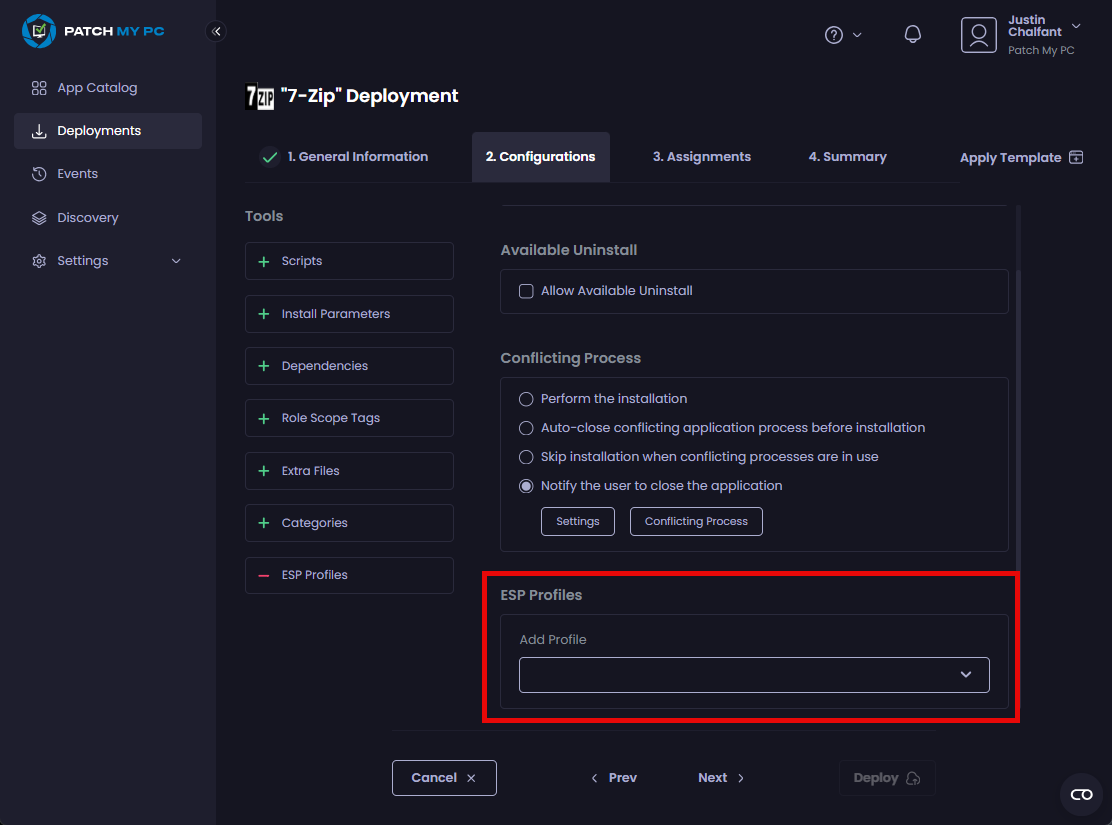 PATCH MY PC
Justin
Chalfant
Patch My PC
App Catalog
Deployments
Events
Discovery
Settings
7ZIP "7-Zip" Deployment
1. General Information
2. Configurations
3. Assignments
4. Summary
Apply Template
Tools
Scripts
Install Parameters
Dependencies
Role Scope Tags
Extra Files
Categories
ESP Profiles
Available Uninstall
Allow Available Uninstall
Conflicting Process
Perform the installation
Auto-close conflicting application process before installation
Skip installation when conflicting processes are in use
Notify the user to close the application
Settings
Conflicting Process
ESP Profiles
Add Profile
Cancel
Prev
Next
Deploy